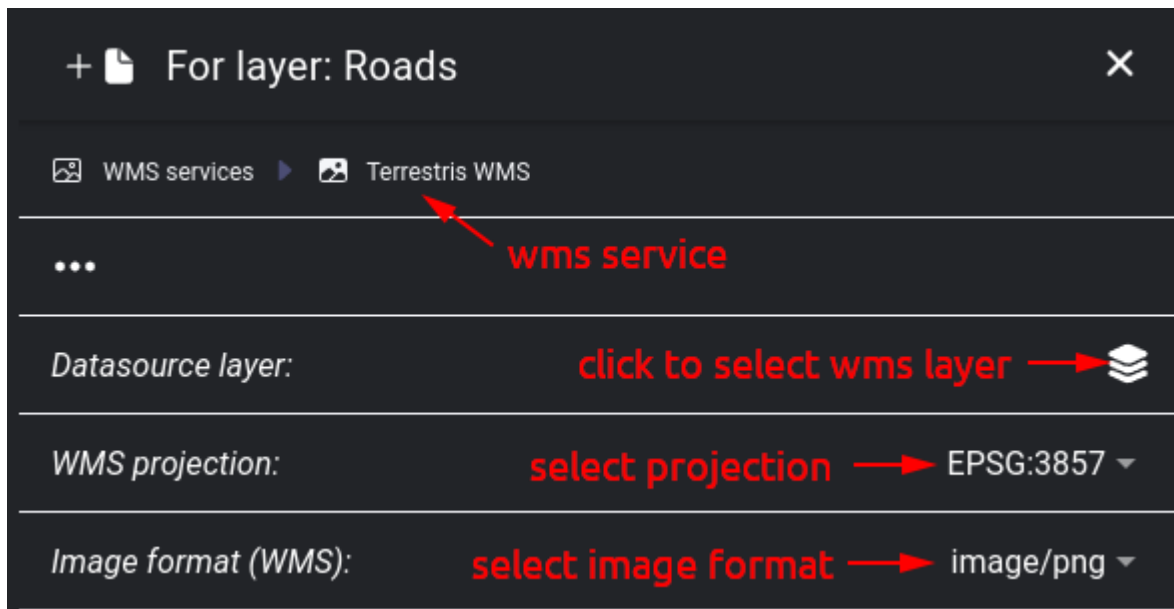 + For layer: Roads ×
WMS services Terrestris WMS
wms service
...
Datasource layer: click to select wms layer
WMS projection: select projection EPSG:3857
Image format (WMS): select image format image/png